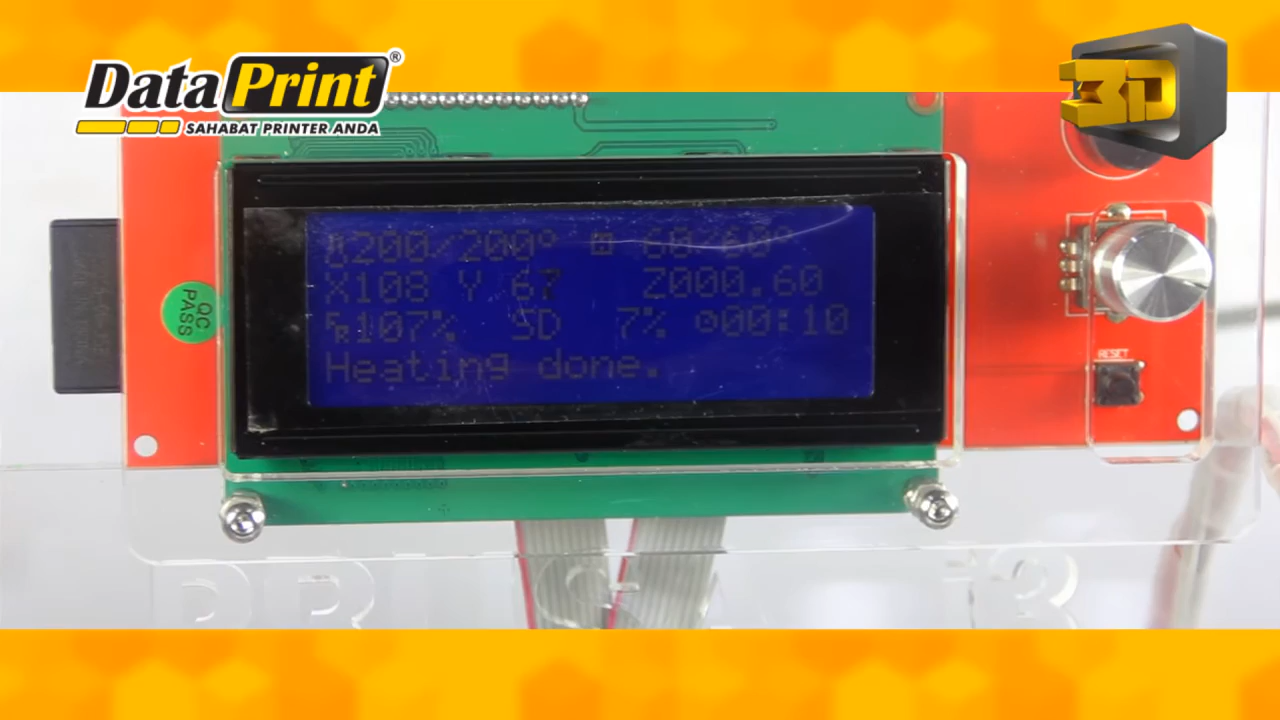 DataPrint®
SAHABAT PRINTER ANDA
3D
200/200° 60/60°
X108 Y 67 Z000.60
FR107% SD 7% 00:10
Heating done.
QC
PASS
RESET